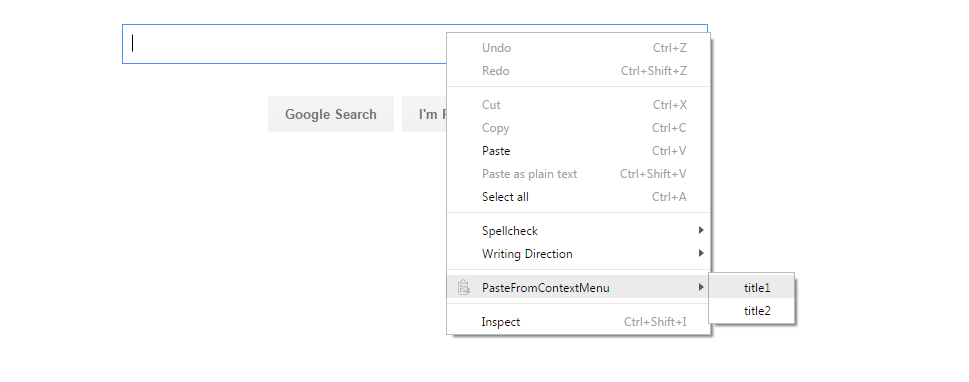 Undo Ctrl+Z
Redo Ctrl+Shift+Z
Cut Ctrl+X
Google Search I'm
Copy Ctrl+C
Paste Ctrl+V
Paste as plain text Ctrl+Shift+V
Select all Ctrl+A
Spellcheck
Writing Direction
PasteFromContextMenu title1
title2
Inspect Ctrl+Shift+I